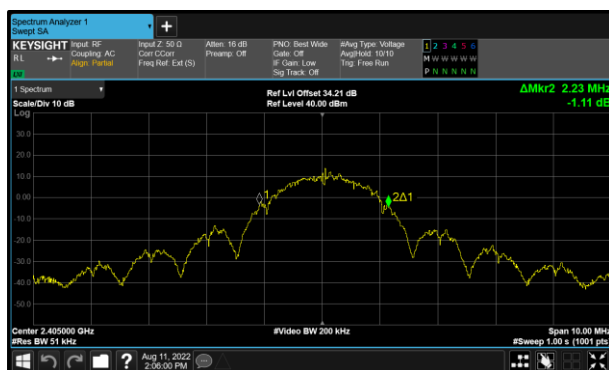 Spectrum Analyzer 1
Swept SA
+
KEYSIGHT
RL
Input: RF
Coupling: AC
Align: Partial
Input Z: 50 Ω
Corr CCorr
Freq Ref: Ext (S)
Atten: 16 dB
Preamp: Off
PNO: Best Wide
Gate: Off
IF Gain: Low
Sig Track: Off
#Avg Type: Voltage
Avg|Hold: 10/10
Trig: Free Run
1 2 3 4 5 6
M W W W W W
P N N N N N
1 Spectrum
Scale/Div 10 dB
Ref Lvl Offset 34.21 dB
Ref Level 40.00 dBm
ΔMkr2 2.23 MHz
-1.11 dB
Log
30.0
20.0
10.0
0.00
-10.0
-20.0
-30.0
-40.0
-50.0
1
2Δ1
Center 2.405000 GHz
#Res BW 51 kHz
#Video BW 200 kHz
Span 10.00 MHz
#Sweep 1.00 s (1001 pts)
?
Aug 11, 2022
2:06:00 PM